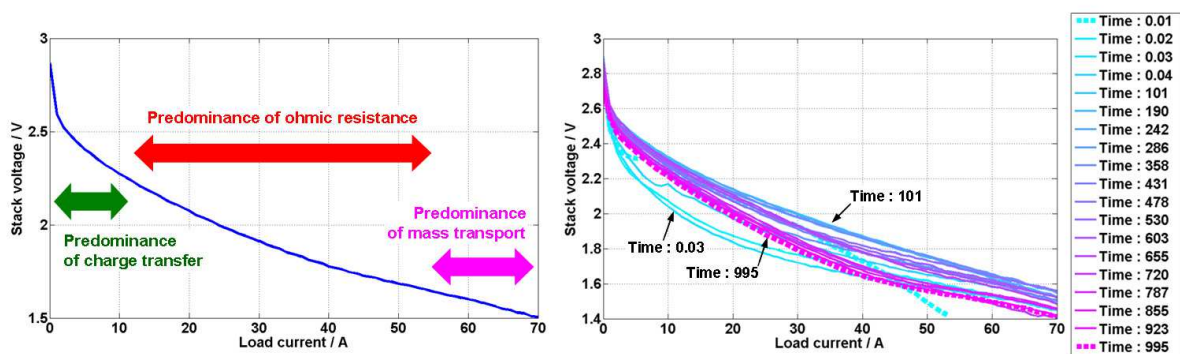 3
2.5
2
1.5
Stack voltage / V
0
10
20
30
40
50
60
70
Load current / A
Predominance of ohmic resistance
Predominance
of charge transfer
Predominance
of mass transport
3
2.8
2.6
2.4
2.2
2
1.8
1.6
1.4
Stack voltage / V
0
10
20
30
40
50
60
70
Load current / A
Time : 101
Time : 0.03
Time : 995
Time : 0.01
Time : 0.02
Time : 0.03
Time : 0.04
Time : 101
Time : 190
Time : 242
Time : 286
Time : 358
Time : 431
Time : 478
Time : 530
Time : 603
Time : 655
Time : 720
Time : 787
Time : 855
Time : 923
Time : 995